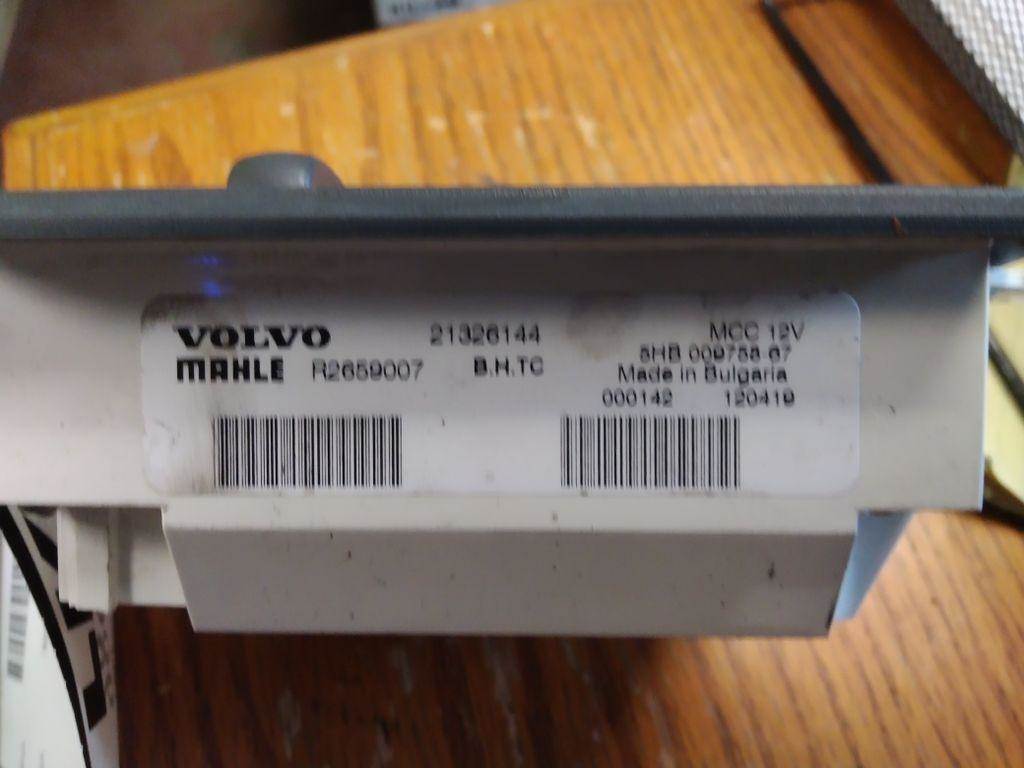 VOLVO 21326144 MCC 12V
5HB 009758-67
MAHLE R2659007 B.H.TC
Made in Bulgaria
000142 120419